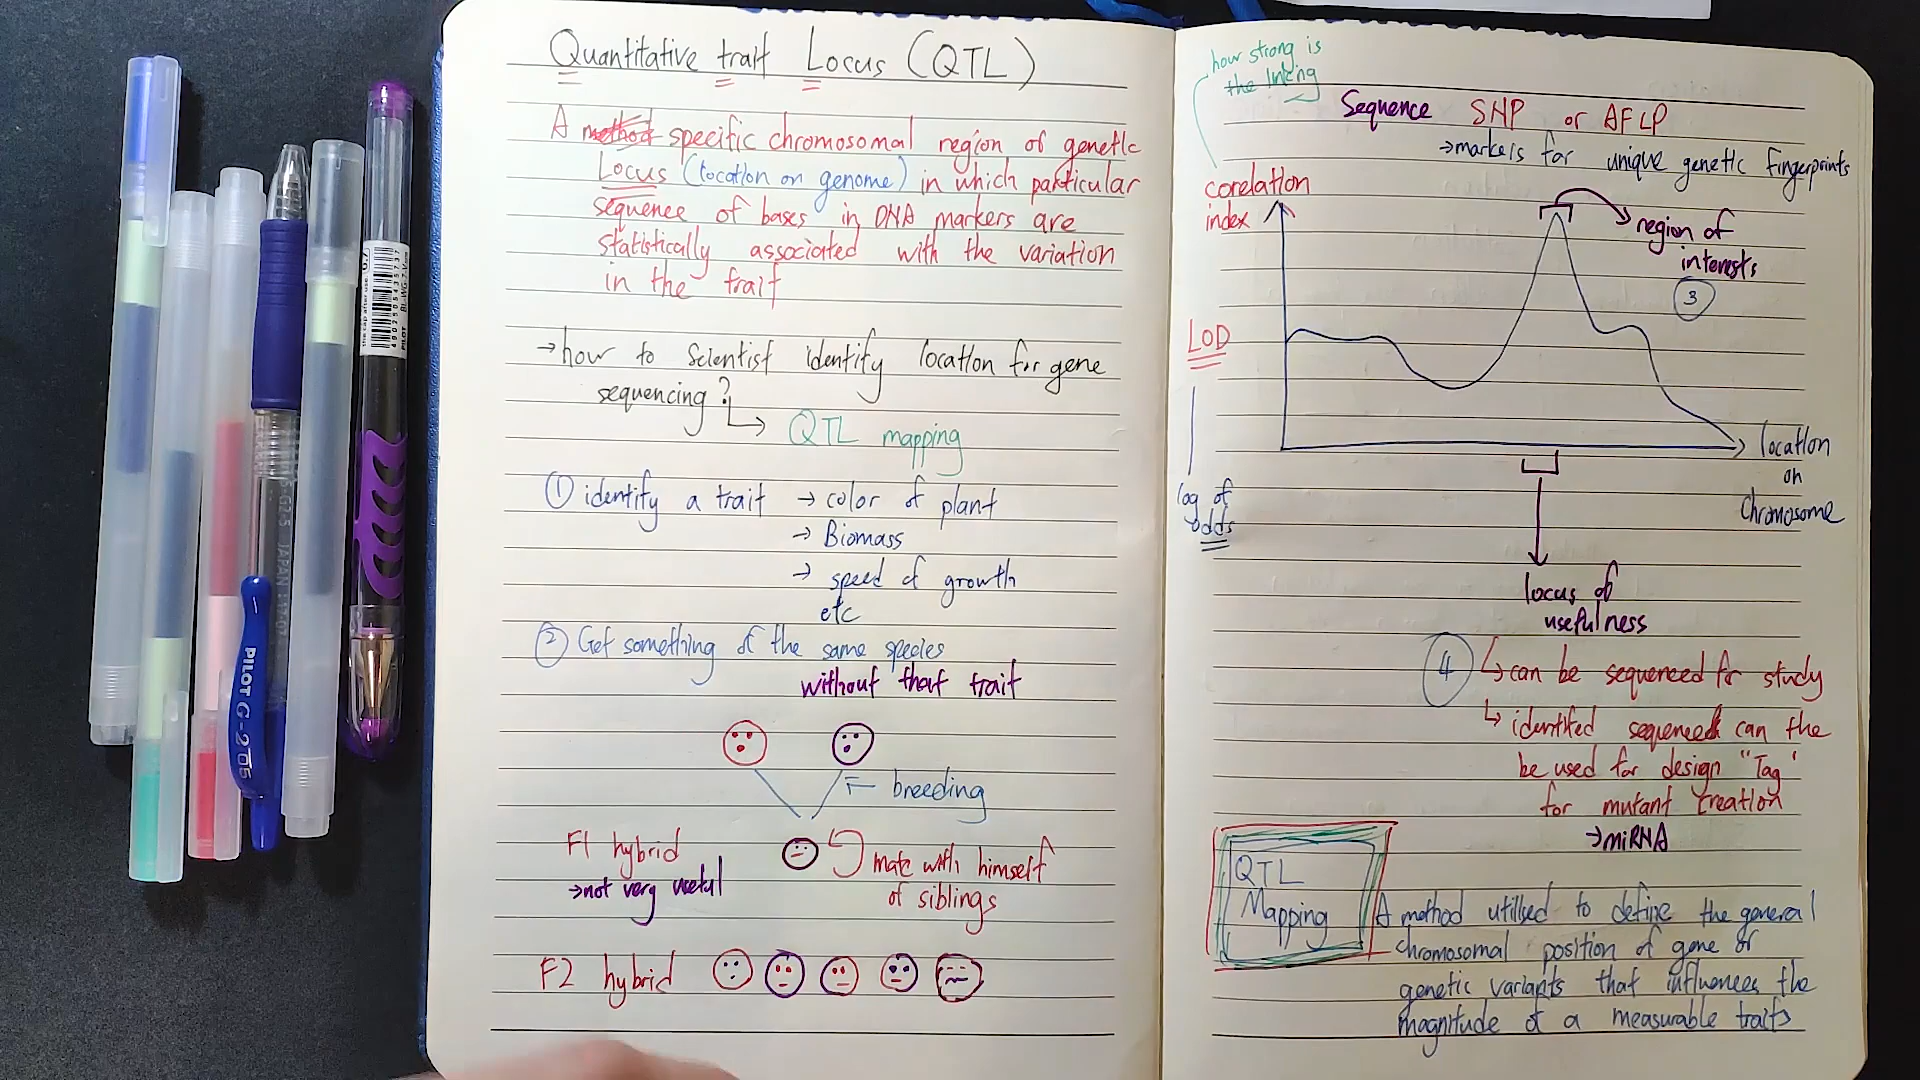 Quantitative trait Locus (QTL)
A method specific chromosomal region of genetic
Locus (location on genome) in which particular
sequence of bases in DNA markers are
statistically associated with the variation
in the trait
→ how to scientist identify location for gene
sequencing?
→ QTL mapping
① identify a trait → color of plant
→ Biomass
→ speed of growth
etc
② Get something of the same species
without that trait
← breeding
F1 hybrid
→ not very useful
mate with himself
of siblings
F2 hybrid
how strong is
the linking
Sequence SNP or AFLP
→ markers for unique genetic fingerprints
corelation
index
region of
interests
③
LOD
log of
odds
location
on
chromosome
locus of
usefulness
④ ↳ can be sequenced for study
↳ identified sequenced can the
be used for design "Tag"
for mutant creation
→ miRNA
QTL
Mapping
A method utilised to define the general
chromosomal position of gene or
genetic variants that influences the
magnitude of a measurable traits
PILOT G-2 05